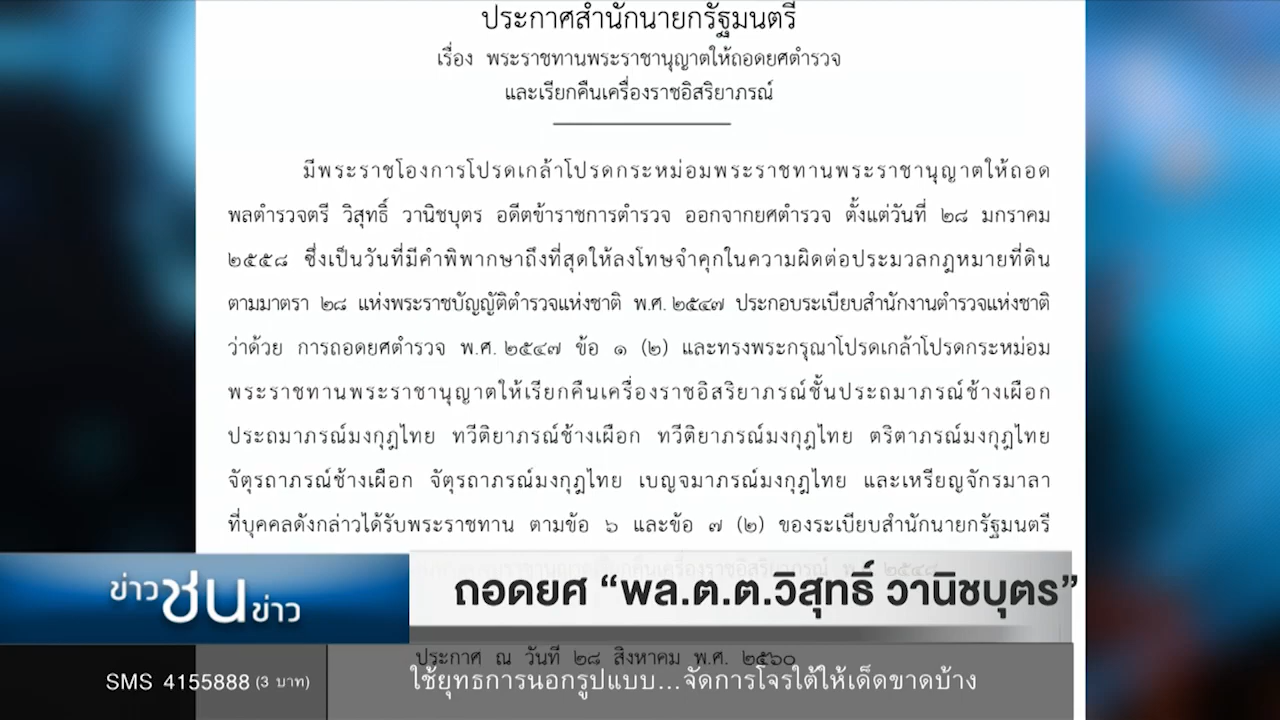 ประกาศสำนักนายกรัฐมนตรี
เรื่อง พระราชทานพระราชานุญาตให้ถอดยศตำรวจ
และเรียกคืนเครื่องราชอิสริยาภรณ์
มีพระราชโองการโปรดเกล้าโปรดกระหม่อมพระราชทานพระราชานุญาตให้ถอด
พลตำรวจตรี วิสุทธิ์ วานิชบุตร อดีตข้าราชการตำรวจ ออกจากยศตำรวจ ตั้งแต่วันที่ ๒๘ มกราคม
๒๕๕๘ ซึ่งเป็นวันที่มีคำพิพากษาถึงที่สุดให้ลงโทษจำคุกในความผิดต่อประมวลกฎหมายที่ดิน
ตามมาตรา ๒๘ แห่งพระราชบัญญัติตำรวจแห่งชาติ พ.ศ. ๒๕๔๗ ประกอบระเบียบสำนักงานตำรวจแห่งชาติ
ว่าด้วย การถอดยศตำรวจ พ.ศ. ๒๕๔๗ ข้อ ๑ (๒) และทรงพระกรุณาโปรดเกล้าโปรดกระหม่อม
พระราชทานพระราชานุญาตให้เรียกคืนเครื่องราชอิสริยาภรณ์ชั้นประถมาภรณ์ช้างเผือก
ประถมาภรณ์มงกุฎไทย ทวีติยาภรณ์ช้างเผือก ทวีติยาภรณ์มงกุฎไทย ตริตาภรณ์มงกุฎไทย
จัตุรถาภรณ์ช้างเผือก จัตุรถาภรณ์มงกุฎไทย เบญจมาภรณ์มงกุฎไทย และเหรียญจักรมาลา
ที่บุคคลดังกล่าวได้รับพระราชทาน ตามข้อ ๖ และข้อ ๗ (๒) ของระเบียบสำนักนายกรัฐมนตรี
ข่าวชนข่าว
ถอดยศ “พล.ต.ต.วิสุทธิ์ วานิชบุตร”
ประกาศ ณ วันที่ ๒๘ สิงหาคม พ.ศ. ๒๕๖๐
SMS 4155888 (3 บาท)
ใช้ยุทธการนอกรูปแบบ...จัดการโจรใต้ให้เด็ดขาดบ้าง